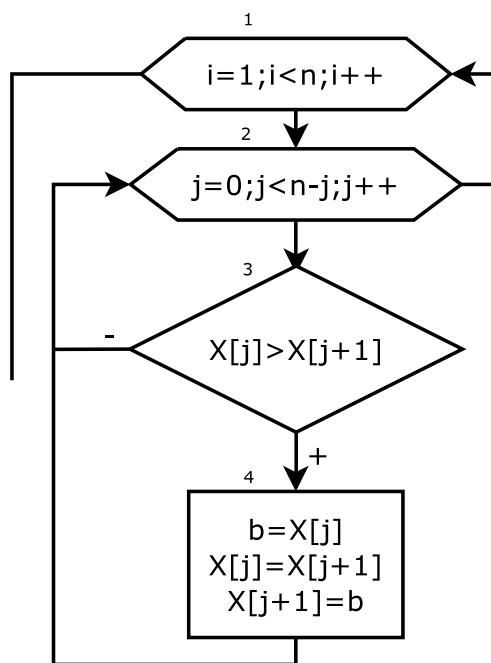 1
i=1;i<n;i++
2
j=0;j<n-j;j++
3
-
X[j]>X[j+1]
+
4
b=X[j]
X[j]=X[j+1]
X[j+1]=b